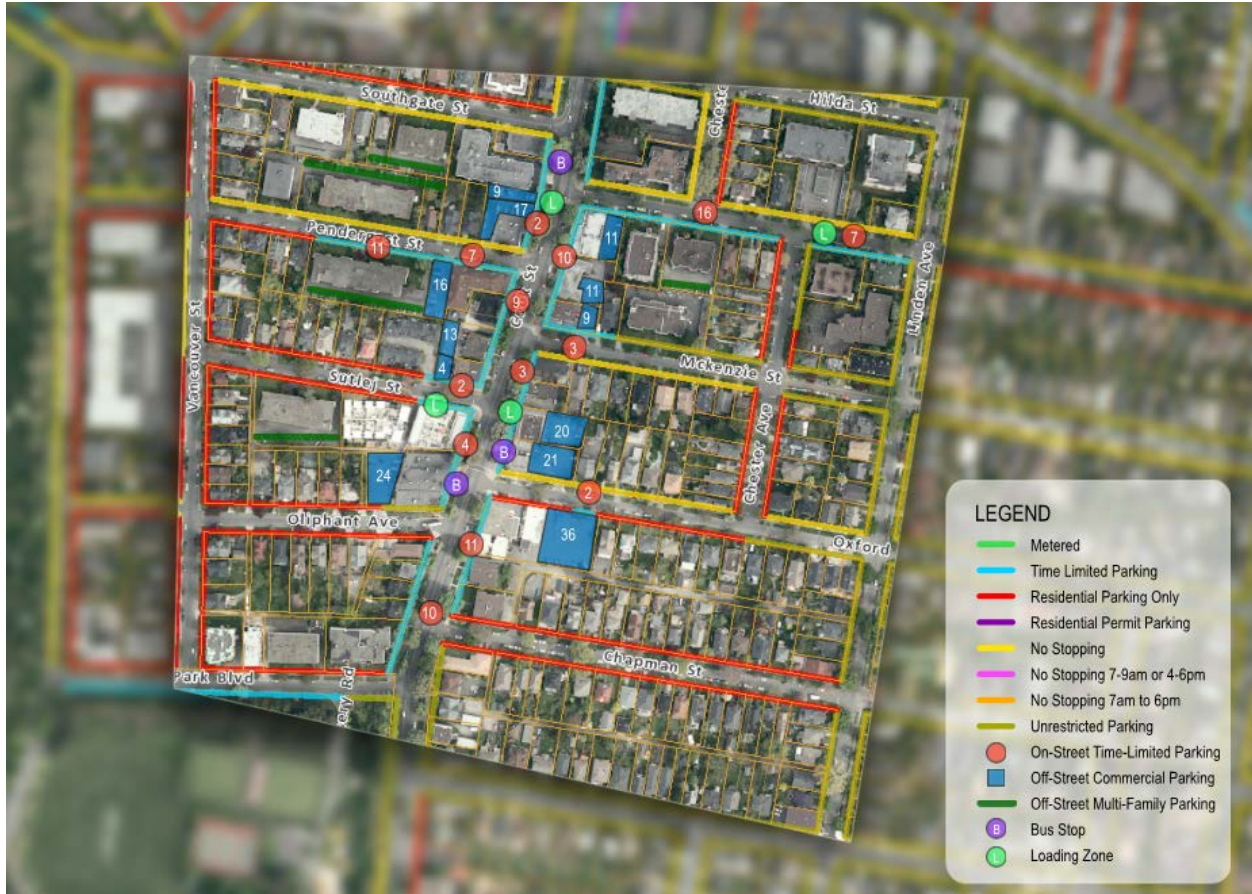 Southgate St
Hilda St
Cheste
B
L
9
17
2
16
L
7
Pendergast St
11
7
10
11
16
9
11
9
13
3
4
Mckenzie St
Linden Ave
Vancouver St
Sutlej St
2
3
L
L
20
4
B
21
24
B
2
Chester Ave
Oliphant Ave
36
Oxford
11
10
Chapman St
Park Blvd
ery Rd
LEGEND
Metered
Time Limited Parking
Residential Parking Only
Residential Permit Parking
No Stopping
No Stopping 7-9am or 4-6pm
No Stopping 7am to 6pm
Unrestricted Parking
On-Street Time-Limited Parking
Off-Street Commercial Parking
Off-Street Multi-Family Parking
B Bus Stop
L Loading Zone